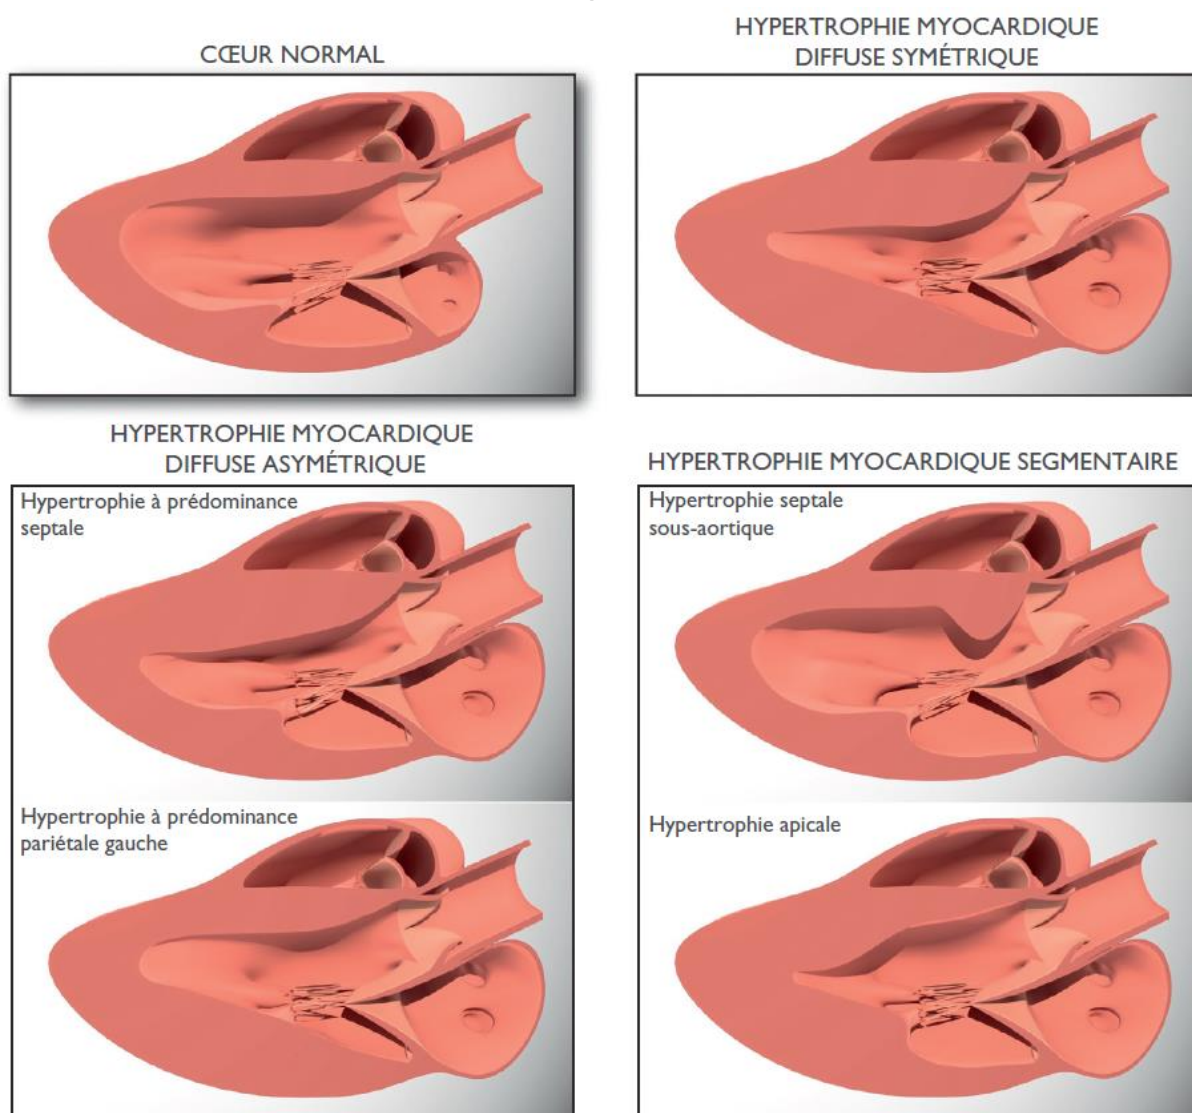 CŒUR NORMAL
HYPERTROPHIE MYOCARDIQUE
DIFFUSE SYMÉTRIQUE
HYPERTROPHIE MYOCARDIQUE
DIFFUSE ASYMÉTRIQUE
Hypertrophie à prédominance
septale
Hypertrophie à prédominance
pariétale gauche
HYPERTROPHIE MYOCARDIQUE SEGMENTAIRE
Hypertrophie septale
sous-aortique
Hypertrophie apicale